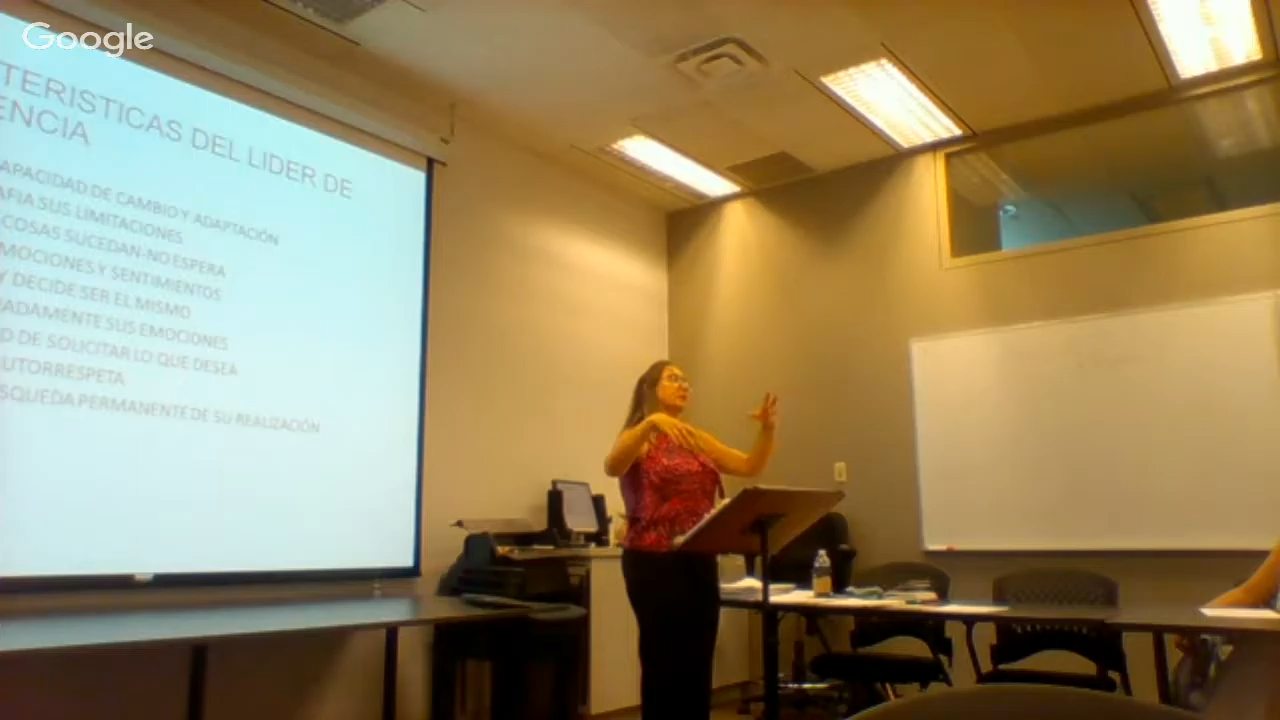 Google
TERISTICAS DEL LIDER DE
ENCIA
APACIDAD DE CAMBIO Y ADAPTACIÓN
AFIA SUS LIMITACIONES
COSAS SUCEDAN-NO ESPERA
MOCIONES Y SENTIMIENTOS
Y DECIDE SER EL MISMO
ADAMENTE SUS EMOCIONES
D DE SOLICITAR LO QUE DESEA
UTORRESPETA
SQUEDA PERMANENTE DE SU REALIZACIÓN